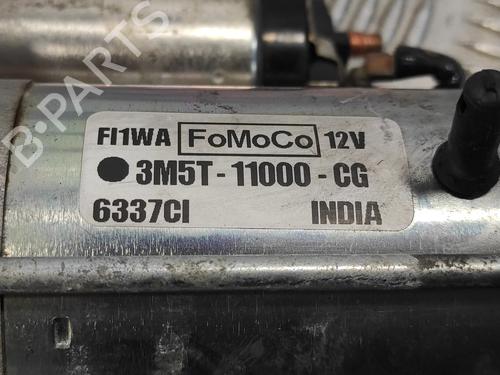 FI1WA FoMoCo 12V
3M5T-11000-CG
6337CI INDIA
B-PARTS